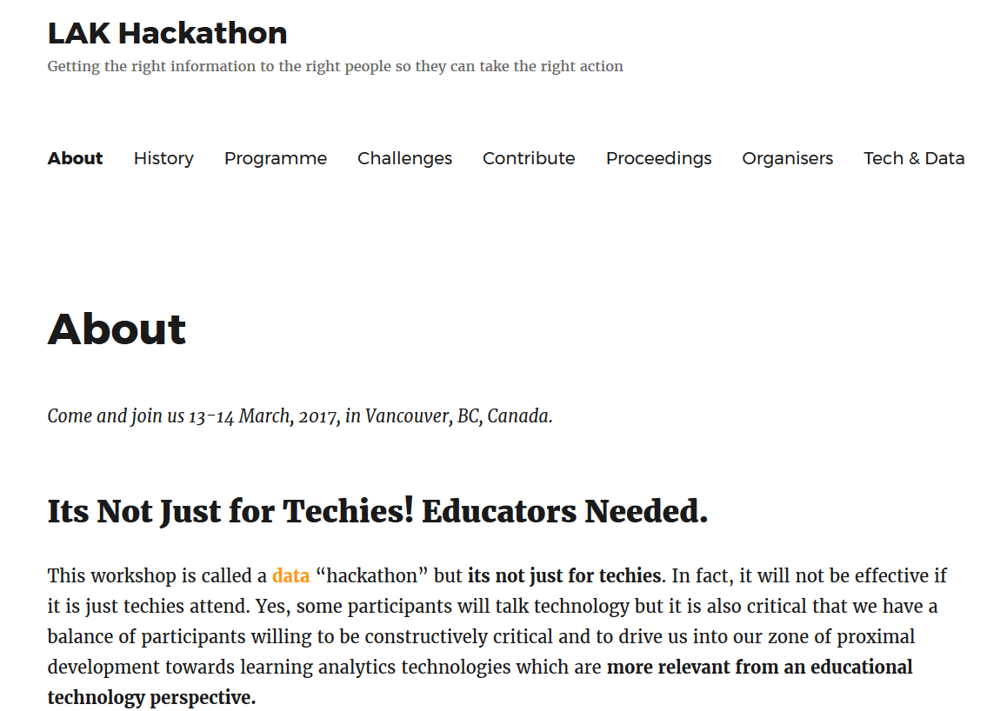 LAK Hackathon
Getting the right information to the right people so they can take the right action
About History Programme Challenges Contribute Proceedings Organisers Tech & Data
About
Come and join us 13-14 March, 2017, in Vancouver, BC, Canada.
Its Not Just for Techies! Educators Needed.
This workshop is called a data “hackathon” but its not just for techies. In fact, it will not be effective if
it is just techies attend. Yes, some participants will talk technology but it is also critical that we have a
balance of participants willing to be constructively critical and to drive us into our zone of proximal
development towards learning analytics technologies which are more relevant from an educational
technology perspective.